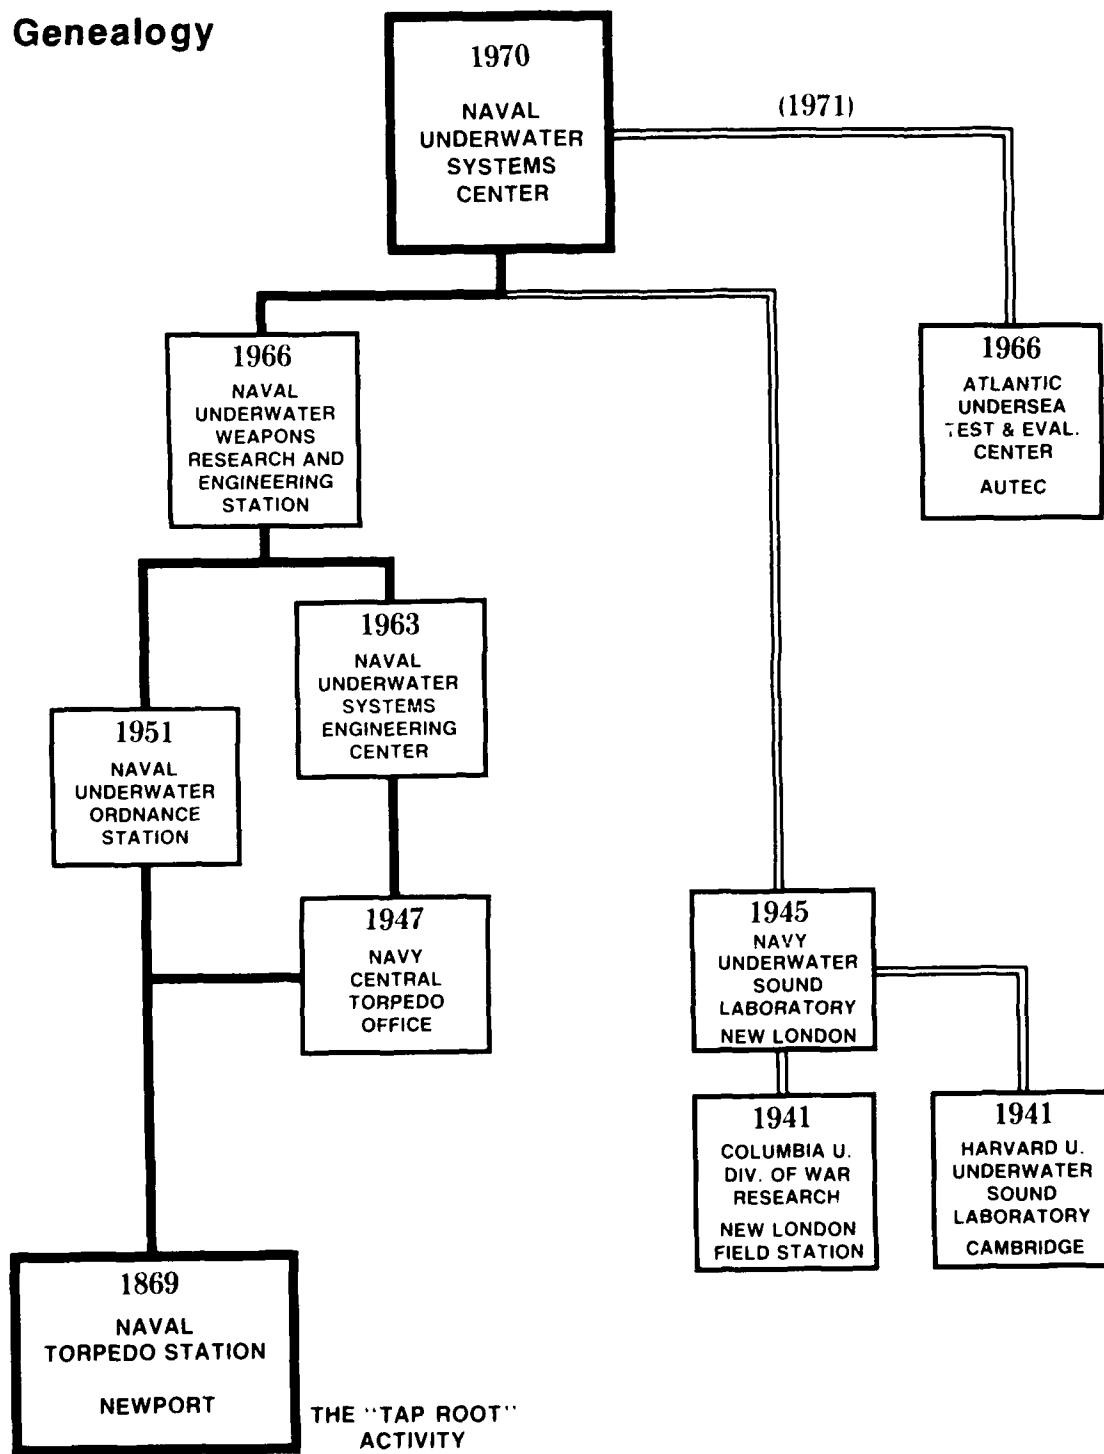 Genealogy
1970
NAVAL
UNDERWATER
SYSTEMS
CENTER
(1971)
1966
NAVAL
UNDERWATER
WEAPONS
RESEARCH AND
ENGINEERING
STATION
1966
ATLANTIC
UNDERSEA
TEST & EVAL.
CENTER
AUTEC
1963
NAVAL
UNDERWATER
SYSTEMS
ENGINEERING
CENTER
1951
NAVAL
UNDERWATER
ORDNANCE
STATION
1947
NAVY
CENTRAL
TORPEDO
OFFICE
1945
NAVY
UNDERWATER
SOUND
LABORATORY
NEW LONDON
1941
COLUMBIA U.
DIV. OF WAR
RESEARCH
NEW LONDON
FIELD STATION
1941
HARVARD U.
UNDERWATER
SOUND
LABORATORY
CAMBRIDGE
1869
NAVAL
TORPEDO STATION
NEWPORT
THE "TAP ROOT"
ACTIVITY